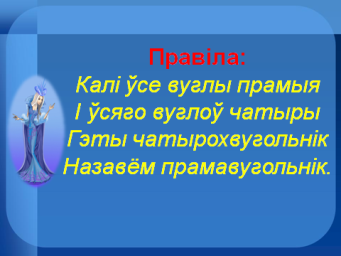 Правіла:
Калі ўсе вуглы прамыя
І ўсяго вуглоў чатыры
Гэты чатырохвугольнік
Назавём прамавугольнік.